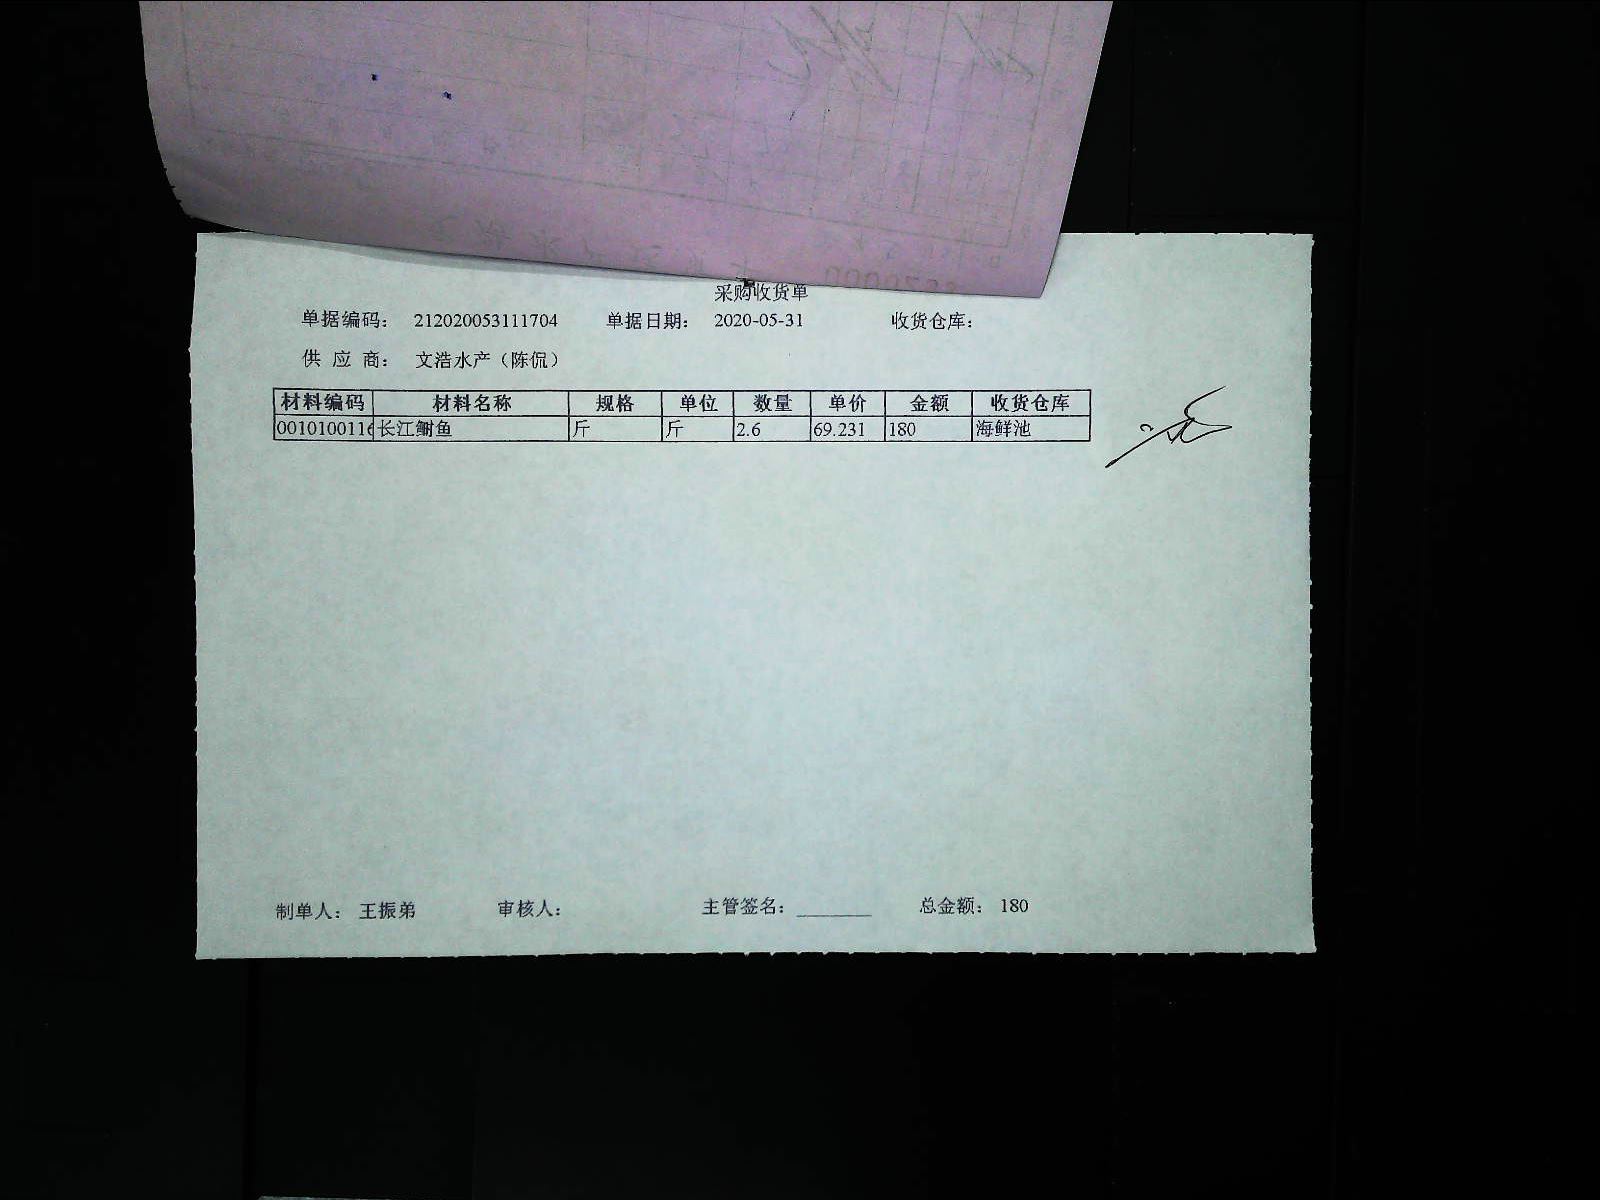 采购收货单
单据编码： 212020053111704 单据日期： 2020-05-31 收货仓库：
供 应 商： 文浩水产（陈侃）
材料编码 材料名称 规格 单位 数量 单价 金额 收货仓库
0010100116 长江鮰鱼 斤 斤 2.6 69.231 180 海鲜池
制单人： 王振弟 审核人： 主管签名： ________ 总金额： 180